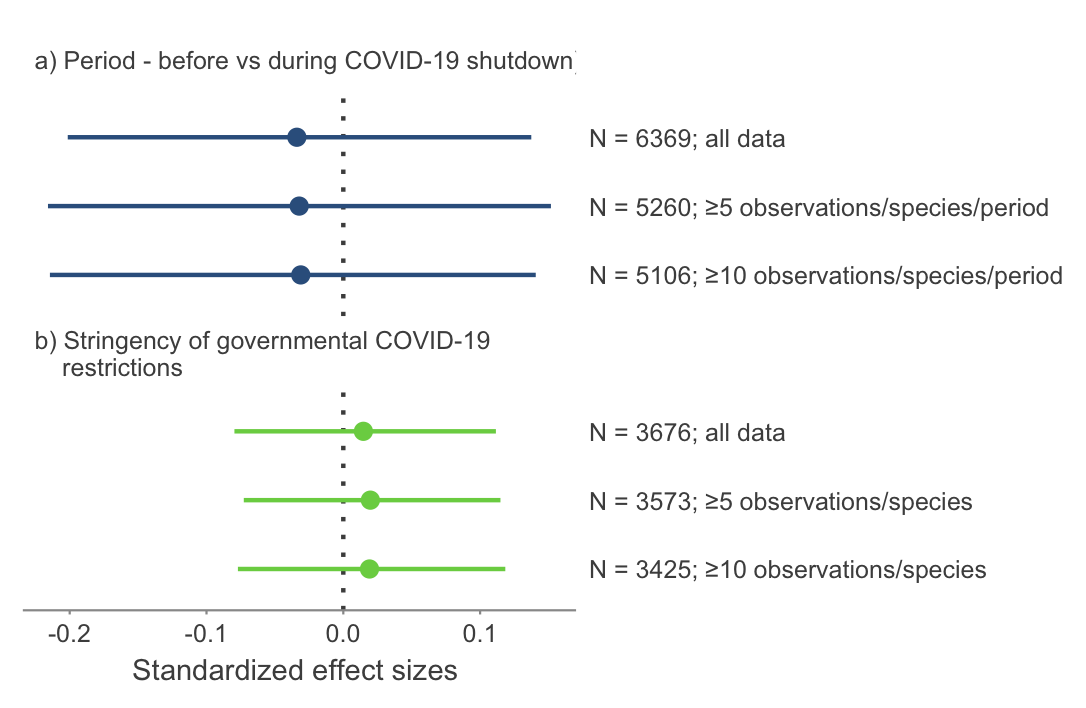 a) Period - before vs during COVID-19 shutdown)
N = 6369; all data
N = 5260; ≥5 observations/species/period
N = 5106; ≥10 observations/species/period
b) Stringency of governmental COVID-19
restrictions
N = 3676; all data
N = 3573; ≥5 observations/species
N = 3425; ≥10 observations/species
-0.2 -0.1 0.0 0.1
Standardized effect sizes